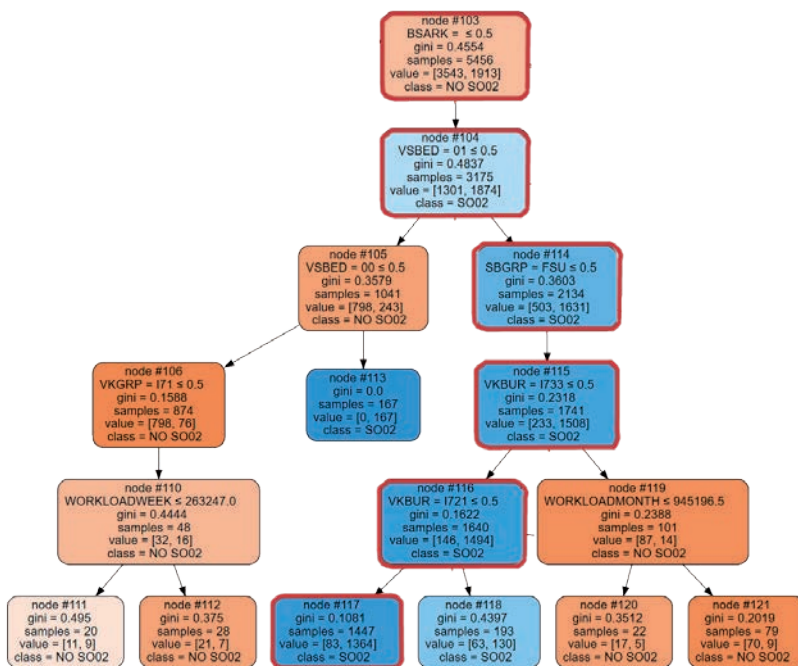 node #103
BSARK = ≤ 0.5
gini = 0.4554
samples = 5456
value = [3543, 1913]
class = NO SO02
node #104
VSBED = 01 ≤ 0.5
gini = 0.4837
samples = 3175
value = [1301, 1874]
class = SO02
node #105
VSBED = 00 ≤ 0.5
gini = 0.3579
samples = 1041
value = [798, 243]
class = NO SO02
node #114
SBGRP = FSU ≤ 0.5
gini = 0.3603
samples = 2134
value = [503, 1631]
class = SO02
node #106
VKGRP = I71 ≤ 0.5
gini = 0.1588
samples = 874
value = [798, 76]
class = NO SO02
node #113
gini = 0.0
samples = 167
value = [0, 167]
class = SO02
node #115
VKBUR = I733 ≤ 0.5
gini = 0.2318
samples = 1741
value = [233, 1508]
class = SO02
node #110
WORKLOADWEEK ≤ 263247.0
gini = 0.4444
samples = 48
value = [32, 16]
class = NO SO02
node #116
VKBUR = I721 ≤ 0.5
gini = 0.1622
samples = 1640
value = [146, 1494]
class = SO02
node #119
WORKLOADMONTH ≤ 945196.5
gini = 0.2388
samples = 101
value = [87, 14]
class = NO SO02
node #111
gini = 0.495
samples = 20
value = [11, 9]
class = NO SO02
node #112
gini = 0.375
samples = 28
value = [21, 7]
class = NO SO02
node #117
gini = 0.1081
samples = 1447
value = [83, 1364]
class = SO02
node #118
gini = 0.4397
samples = 193
value = [63, 130]
class = SO02
node #120
gini = 0.3512
samples = 22
value = [17, 5]
class = NO SO02
node #121
gini = 0.2019
samples = 79
value = [70, 9]
class = NO SO02